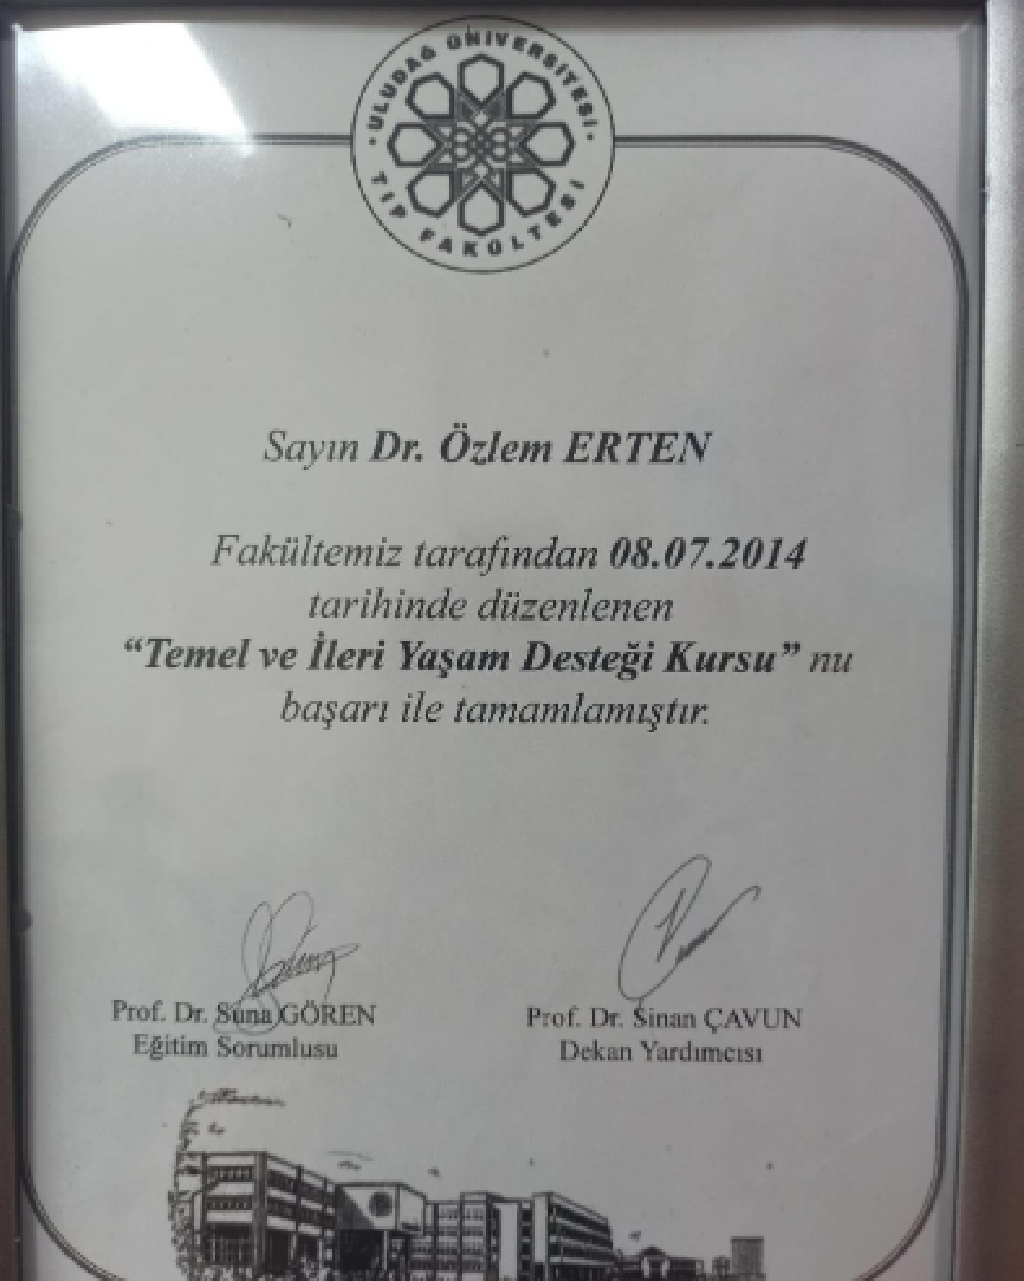 ULUDAĞ ÜNİVERSİTESİ
TIP FAKÜLTESİ
Sayın Dr. Özlem ERTEN
Fakültemiz tarafından 08.07.2014
tarihinde düzenlenen
“Temel ve İleri Yaşam Desteği Kursu” nu
başarı ile tamamlamıştır.
Prof. Dr. Suna GÖREN
Eğitim Sorumlusu
Prof. Dr. Sinan ÇAVUN
Dekan Yardımcısı